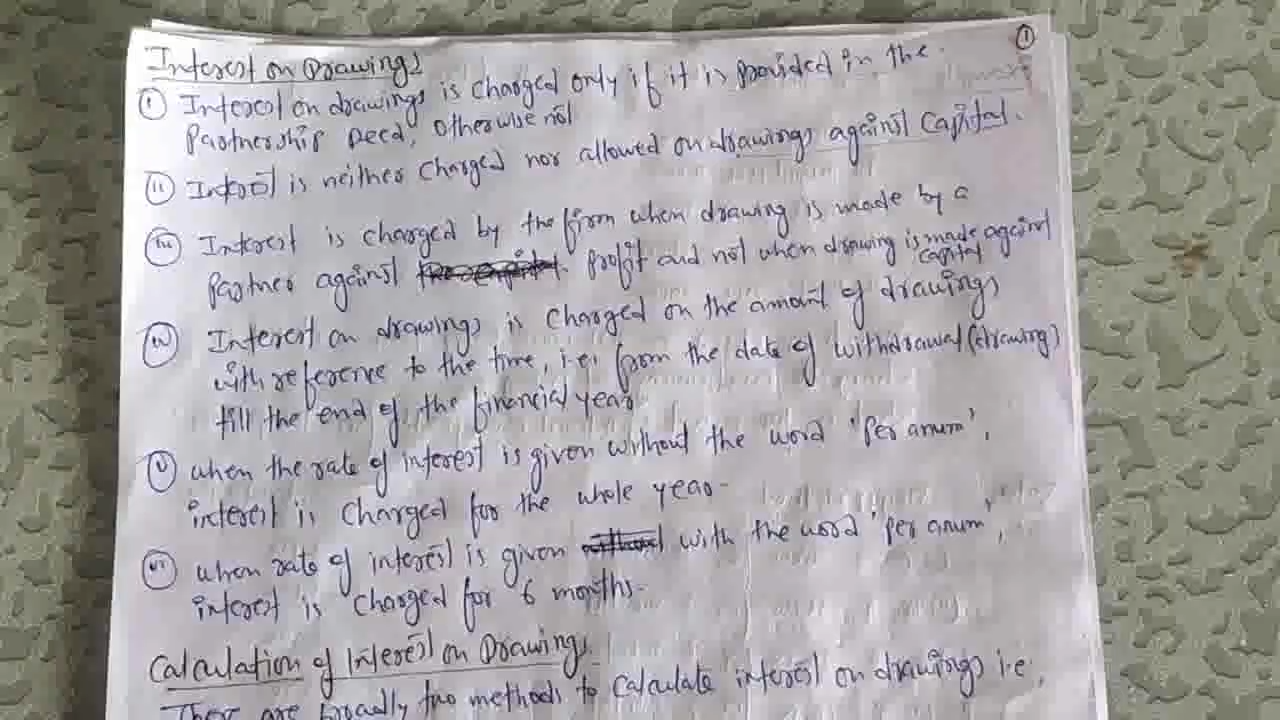 ①
Interest on Drawings
(i) Interest on drawings is charged only if it is provided in the
Partnership Deed, otherwise not
(ii) Interest is neither charged nor allowed on drawings against capital.
(iii) Interest is charged by the firm when drawing is made by a
Partner against profit and not when drawing is made against
capital
(iv) Interest on drawings is charged on the amount of drawings
with reference to the time, i.e. from the date of withdrawal (drawing)
till the end of the financial year.
(v) when the rate of interest is given without the word 'per anum',
interest is charged for the whole year.
(vi) when rate of interest is given with the word 'per anum',
interest is charged for 6 months.
Calculation of Interest on Drawings
There are broadly two methods to calculate interest on drawings i.e.